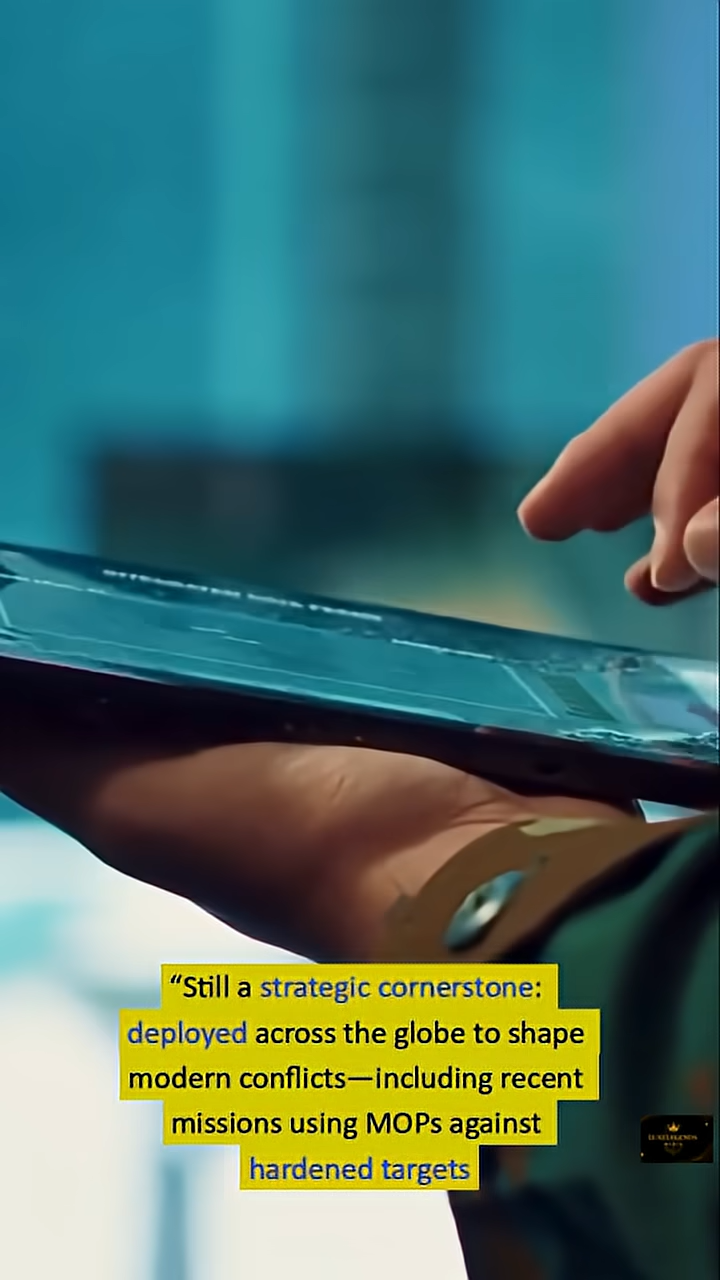 “Still a strategic cornerstone:
deployed across the globe to shape
modern conflicts—including recent
missions using MOPs against
hardened targets
LUXELEGENDS